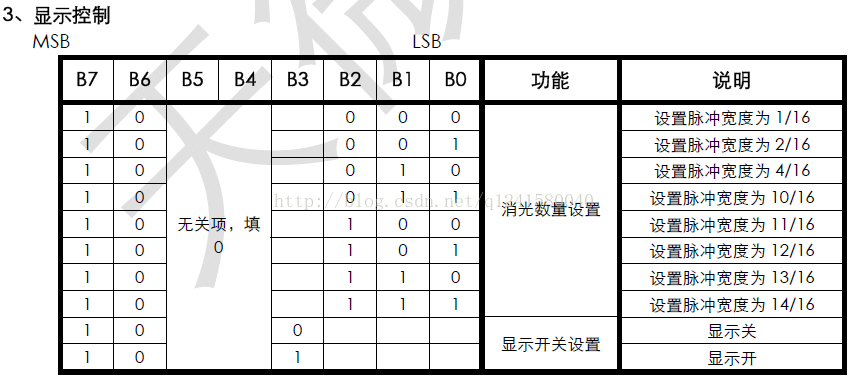 3、显示控制
MSB LSB
B7 B6 B5 B4 B3 B2 B1 B0 功能 说明
1 0 0 0 0 设置脉冲宽度为 1/16
1 0 0 0 1 设置脉冲宽度为 2/16
1 0 0 1 0 设置脉冲宽度为 4/16
http://blog.csdn.net/q1241580040
1 0 1 1 设置脉冲宽度为 10/16
消光数量设置
1 0 无关项，填 1 0 0 设置脉冲宽度为 11/16
1 0 0 1 0 1 设置脉冲宽度为 12/16
1 0 1 1 0 设置脉冲宽度为 13/16
1 0 1 1 1 设置脉冲宽度为 14/16
1 0 0 显示关
显示开关设置
1 0 1 显示开